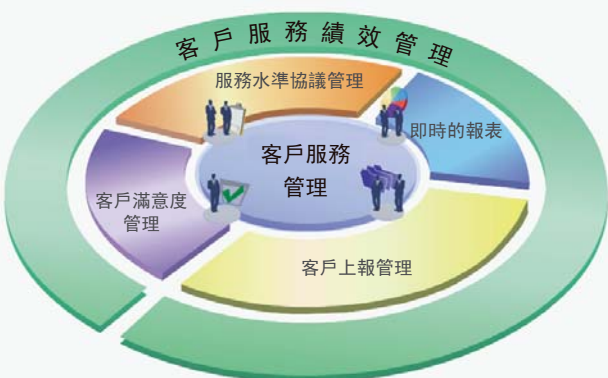 客戶服務績效管理
服務水準協議管理
即時的報表
客戶服務
管理
客戶滿意度
管理
客戶上報管理